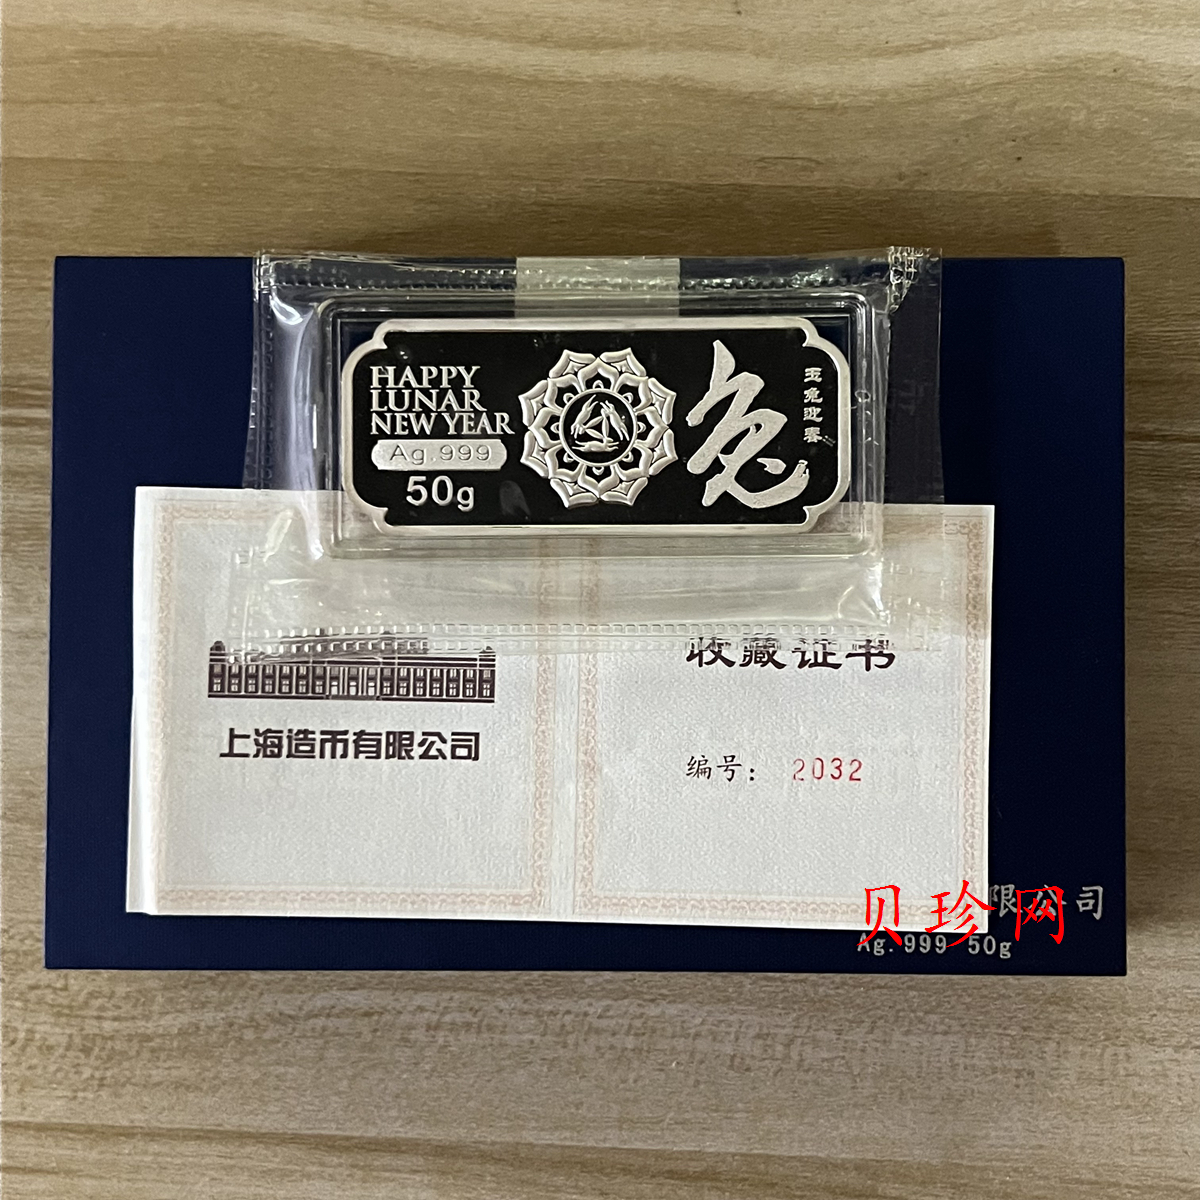 HAPPY
LUNAR
NEW YEAR
Ag.999
50g
兔
玉兔迎春
收藏证书
上海造币有限公司
编号： 2032
贝珍网
限公司
Ag.999 50g